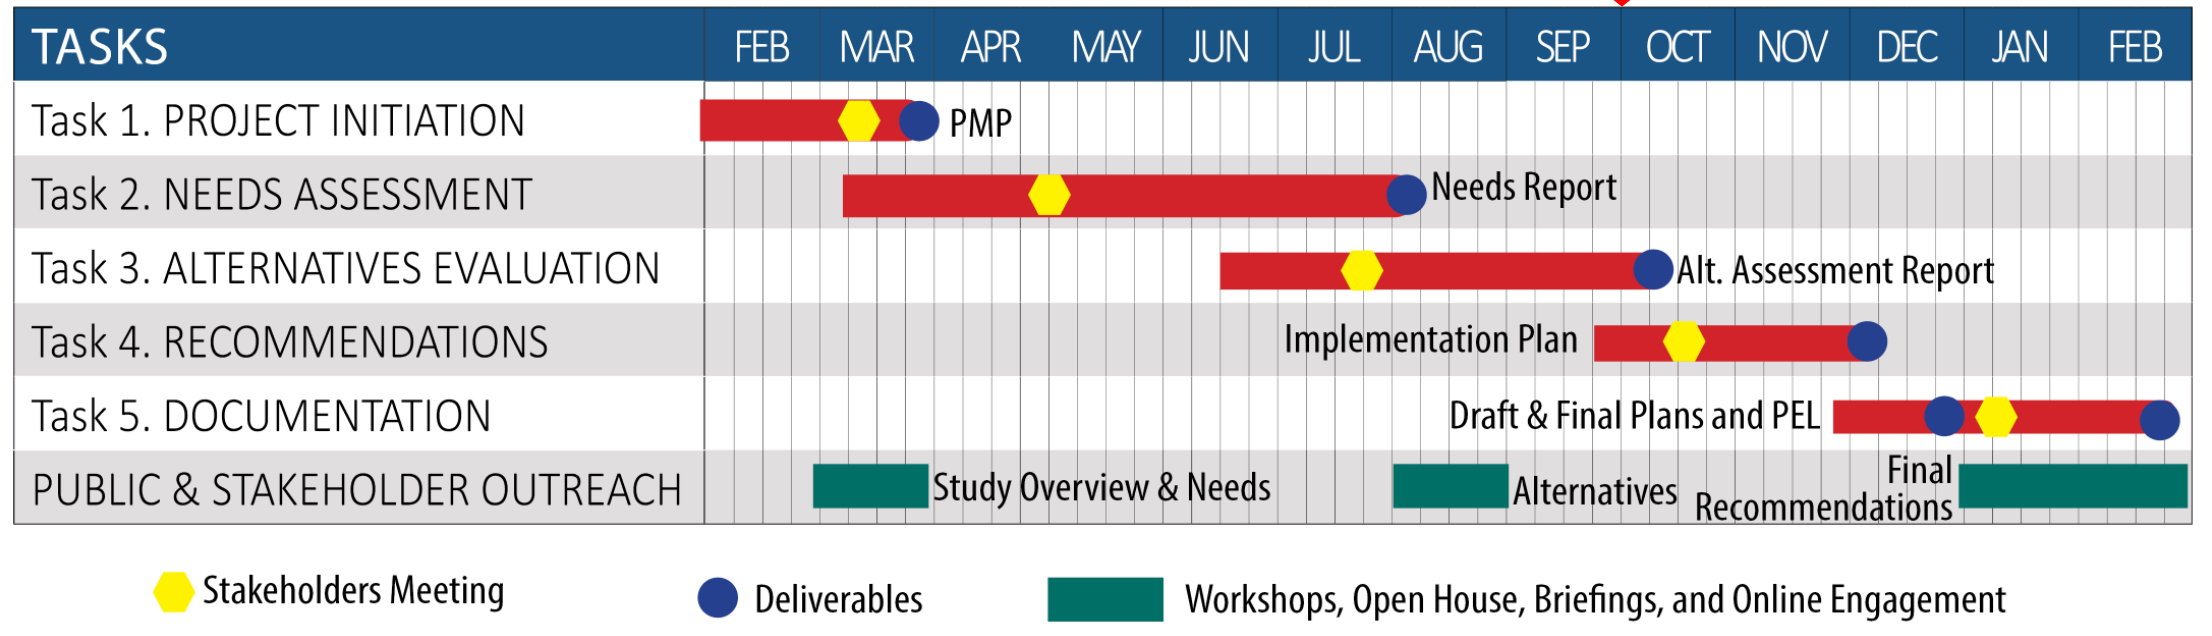 TASKS FEB MAR APR MAY JUN JUL AUG SEP OCT NOV DEC JAN FEB
Task 1. PROJECT INITIATION PMP
Task 2. NEEDS ASSESSMENT Needs Report
Task 3. ALTERNATIVES EVALUATION Alt. Assessment Report
Task 4. RECOMMENDATIONS Implementation Plan
Task 5. DOCUMENTATION Draft & Final Plans and PEL
PUBLIC & STAKEHOLDER OUTREACH Study Overview & Needs Alternatives Final
Recommendations
Stakeholders Meeting Deliverables Workshops, Open House, Briefings, and Online Engagement